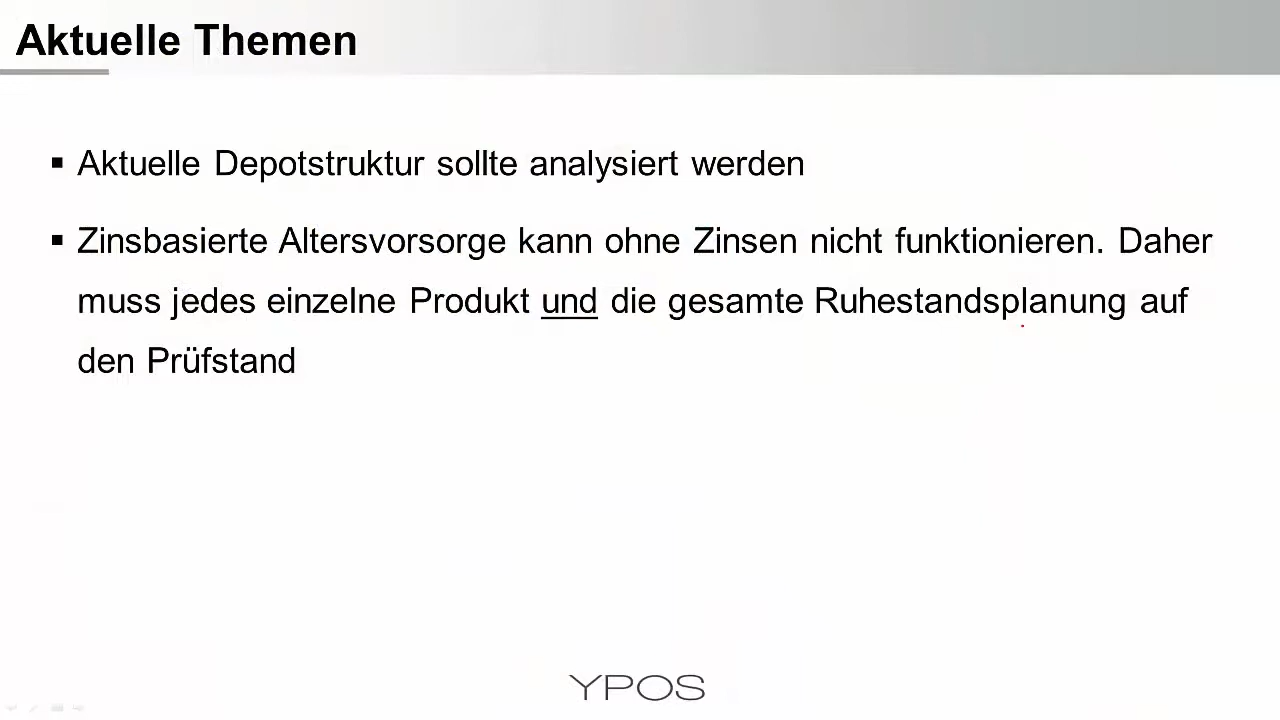 Aktuelle Themen
▪ Aktuelle Depotstruktur sollte analysiert werden
▪ Zinsbasierte Altersvorsorge kann ohne Zinsen nicht funktionieren. Daher
muss jedes einzelne Produkt und die gesamte Ruhestandsplanung auf
den Prüfstand
YPOS